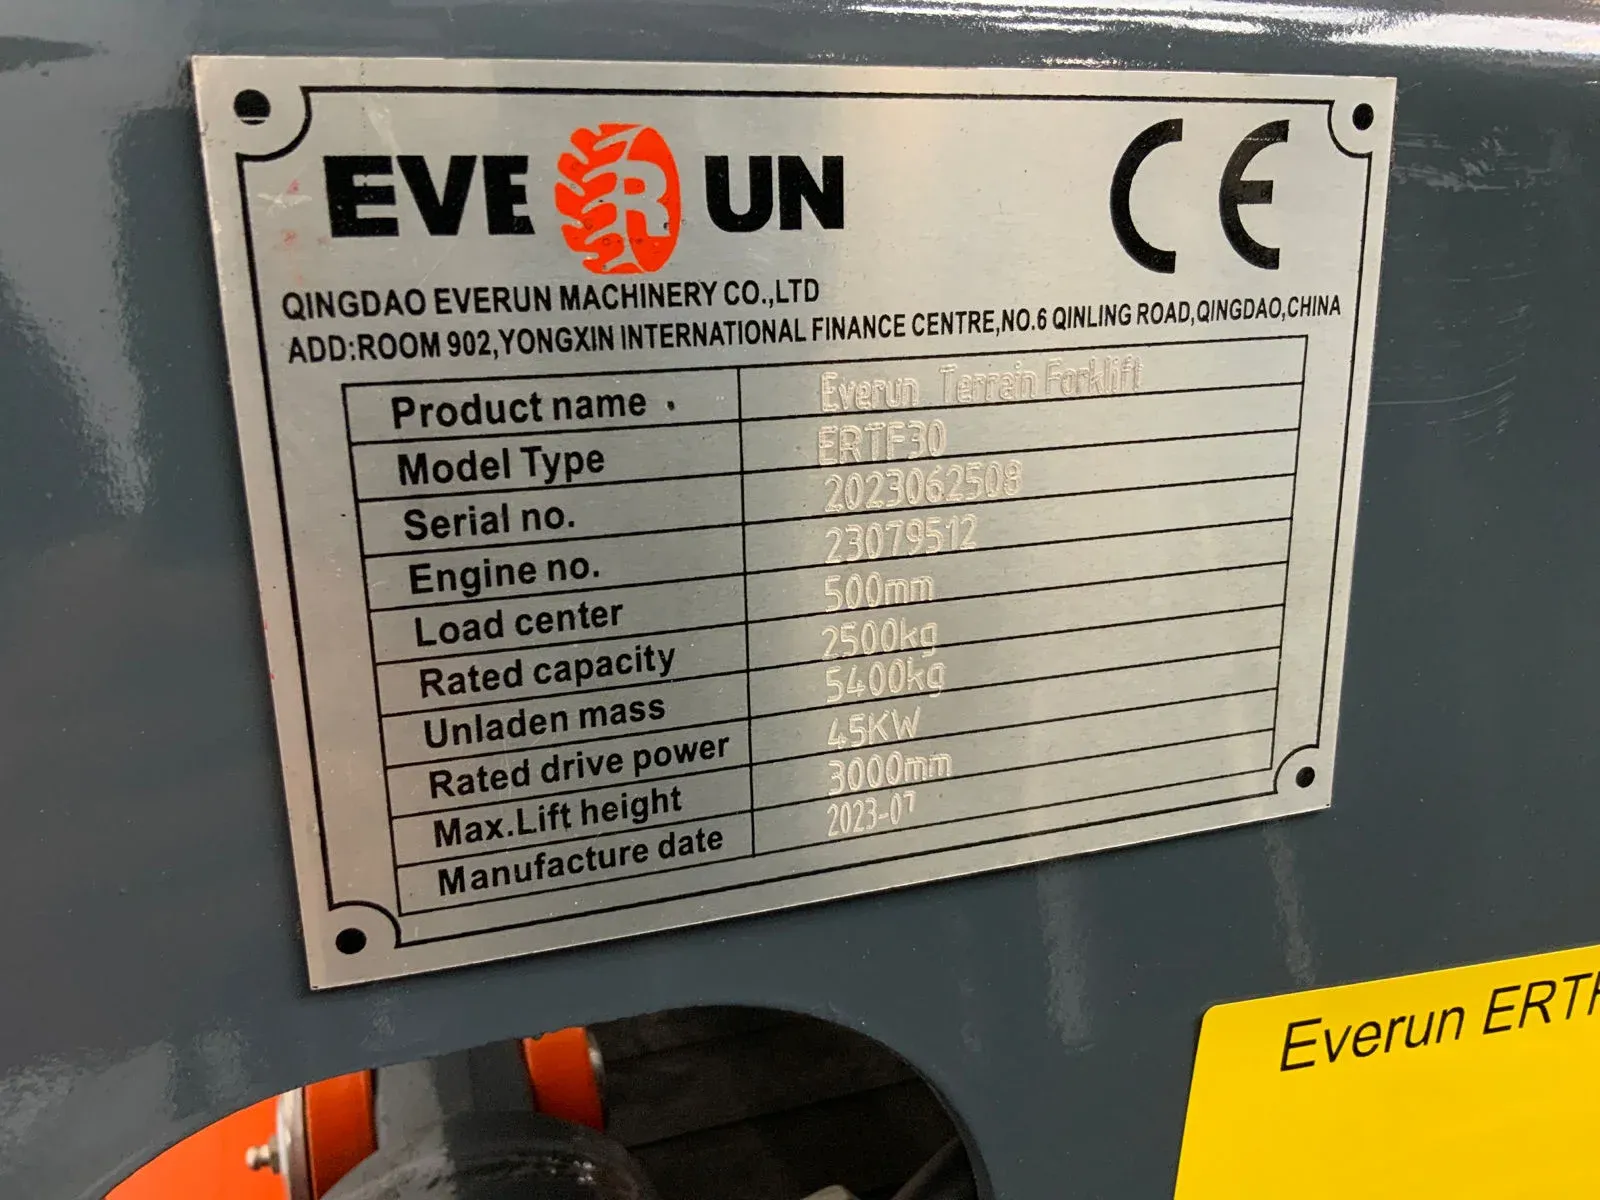 EVERUN
CE
QINGDAO EVERUN MACHINERY CO.,LTD
ADD:ROOM 902,YONGXIN INTERNATIONAL FINANCE CENTRE,NO.6 QINLING ROAD,QINGDAO,CHINA
Product name Everun Terrain Forklift
Model Type ERTF30
Serial no. 2023062508
Engine no. 23079512
Load center 500mm
Rated capacity 2500kg
Unladen mass 5400kg
Rated drive power 45KW
Max.Lift height 3000mm
Manufacture date 2023-07
Everun ERTF